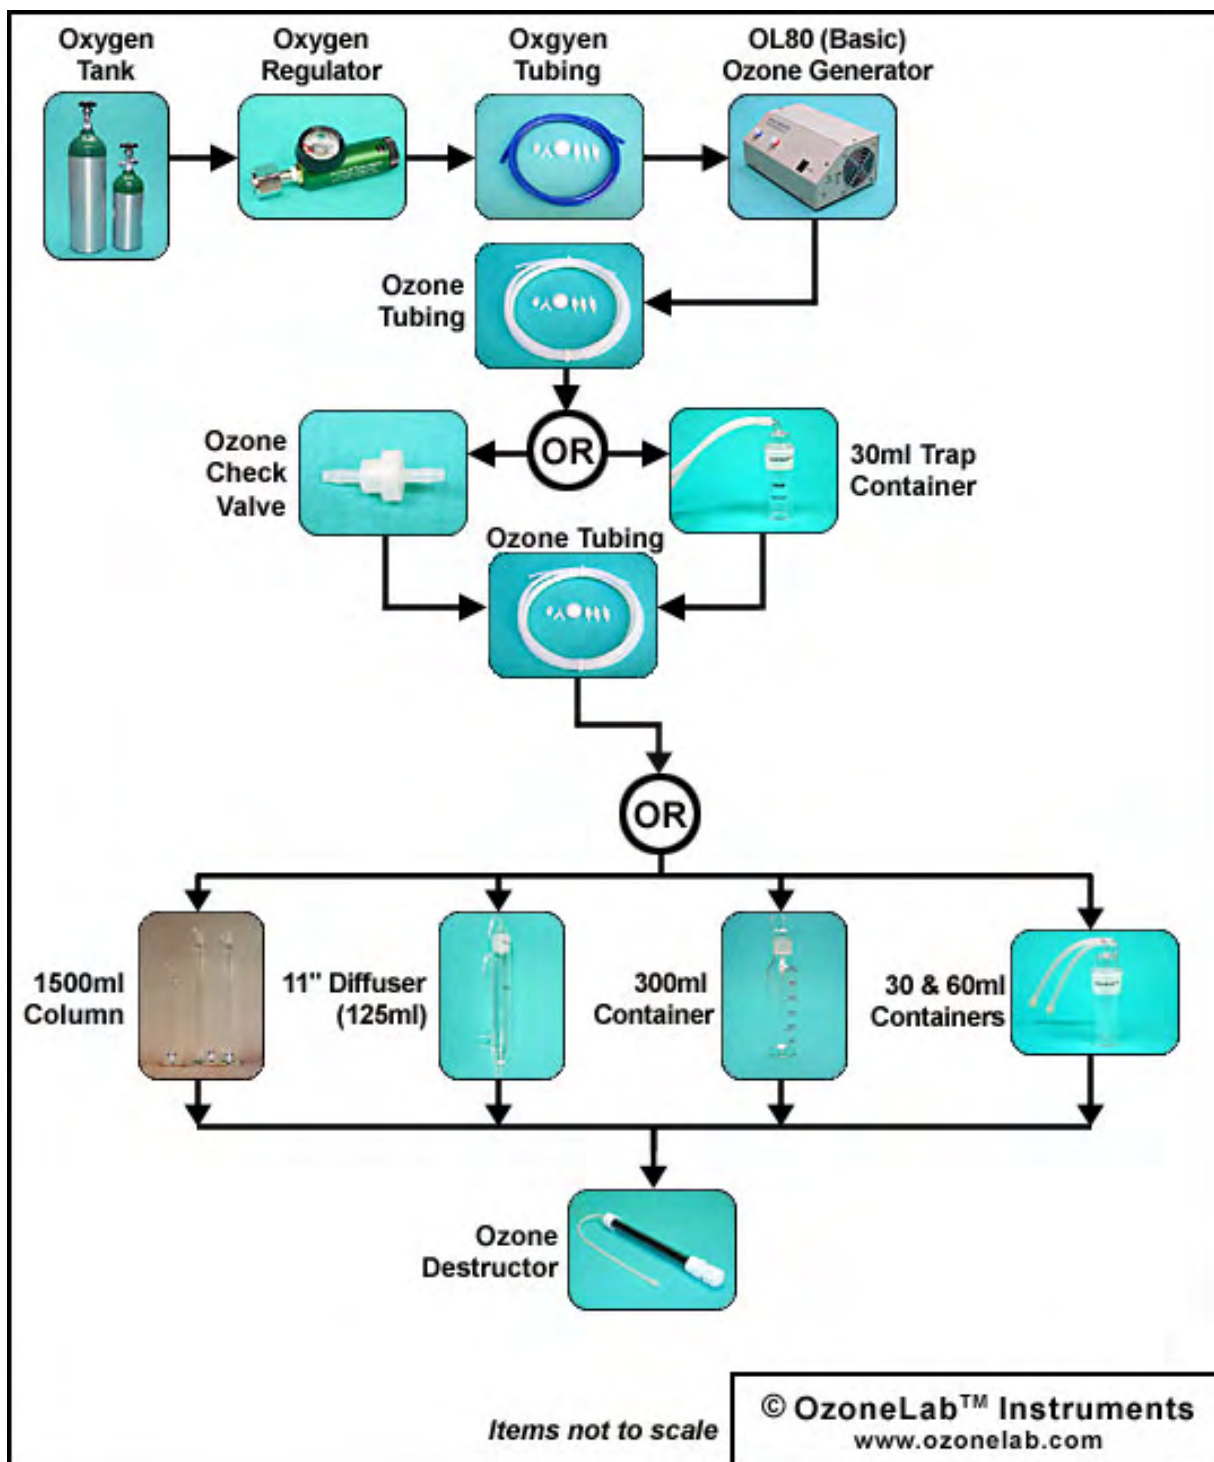 Oxygen
Tank
Oxygen
Regulator
Oxgyen
Tubing
OL80 (Basic)
Ozone Generator
Ozone
Tubing
OR
Ozone
Check
Valve
30ml Trap
Container
Ozone Tubing
OR
1500ml
Column
11" Diffuser
(125ml)
300ml
Container
30 & 60ml
Containers
Ozone
Destructor
Items not to scale
© OzoneLab™ Instruments
www.ozonelab.com